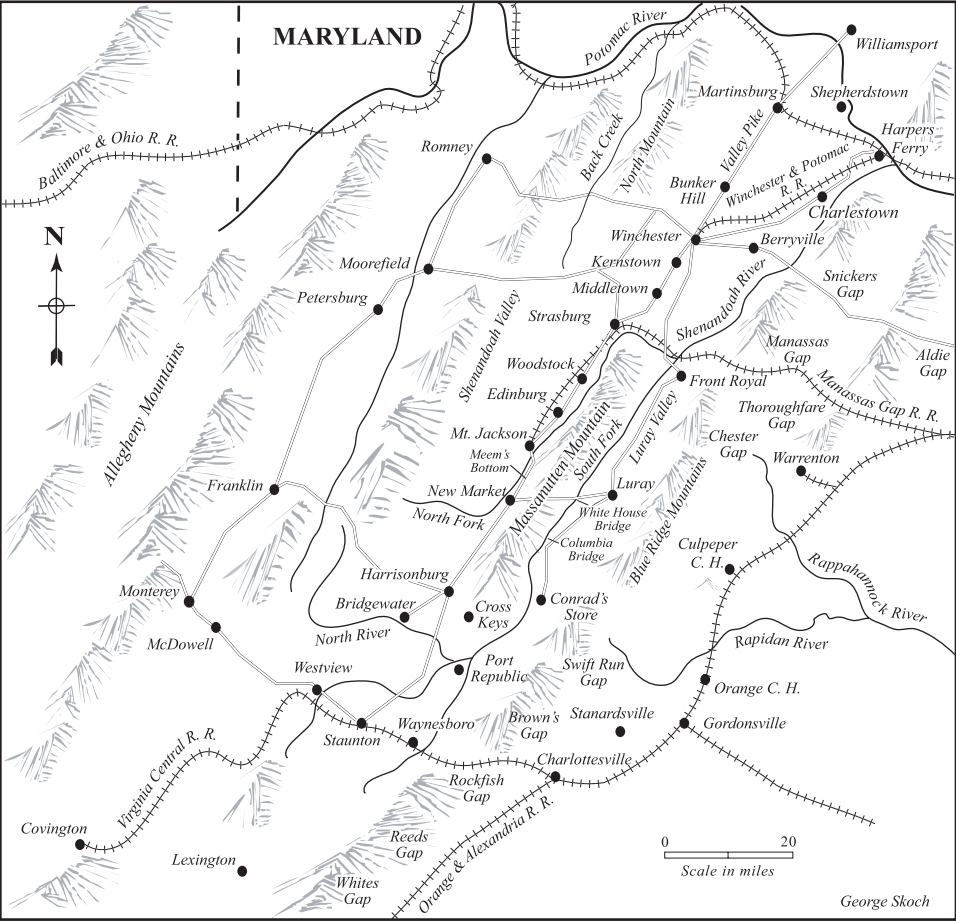 MARYLAND
Potomac River
Williamsport
Martinsburg
Shepherdstown
Baltimore & Ohio R. R.
Romney
Back Creek
North Mountain
Valley Pike
Harpers
Ferry
Winchester & Potomac
R. R.
Bunker
Hill
Charlestown
N
Winchester
Berryville
Moorefield
Kernstown
Snickers
Gap
Petersburg
Middletown
Shenandoah River
Strasburg
Shenandoah Valley
Manassas
Gap
Aldie
Gap
Allegheny Mountains
Woodstock
Front Royal
Manassas Gap R. R.
Edinburg
Thoroughfare
Gap
Mt. Jackson
Massanutten Mountain
South Fork
Luray Valley
Chester
Gap
Meem's
Bottom
Warrenton
Franklin
New Market
Luray
North Fork
White House
Bridge
Blue Ridge Mountains
Columbia
Bridge
Culpeper
C. H.
Rappahannock River
Harrisonburg
Monterey
Bridgewater
Cross
Keys
Conrad's
Store
McDowell
North River
Rapidan River
Westview
Port
Republic
Swift Run
Gap
Orange C. H.
Staunton
Waynesboro
Brown's
Gap
Stanardsville
Gordonsville
Virginia Central R. R.
Charlottesville
Rockfish
Gap
Covington
Orange & Alexandria R. R.
Reeds
Gap
Lexington
Whites
Gap
0 20
Scale in miles
George Skoch